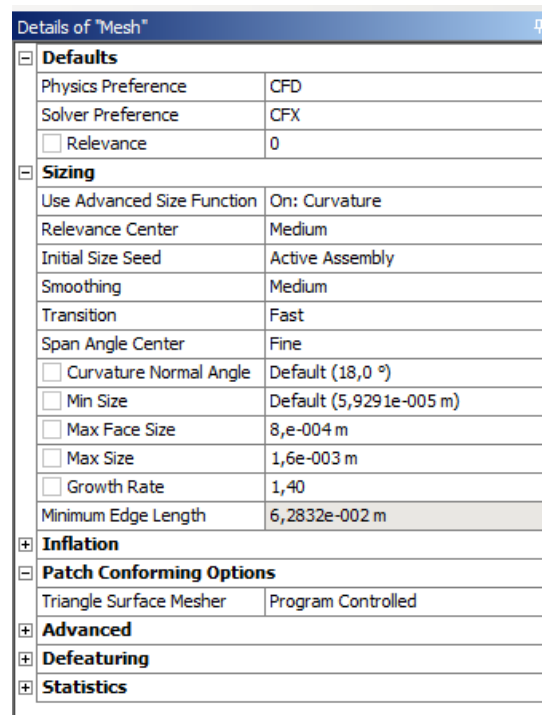 Details of "Mesh"
Defaults
Physics Preference CFD
Solver Preference CFX
Relevance 0
Sizing
Use Advanced Size Function On: Curvature
Relevance Center Medium
Initial Size Seed Active Assembly
Smoothing Medium
Transition Fast
Span Angle Center Fine
Curvature Normal Angle Default (18,0 °)
Min Size Default (5,9291e-005 m)
Max Face Size 8,e-004 m
Max Size 1,6e-003 m
Growth Rate 1,40
Minimum Edge Length 6,2832e-002 m
Inflation
Patch Conforming Options
Triangle Surface Mesher Program Controlled
Advanced
Defeaturing
Statistics